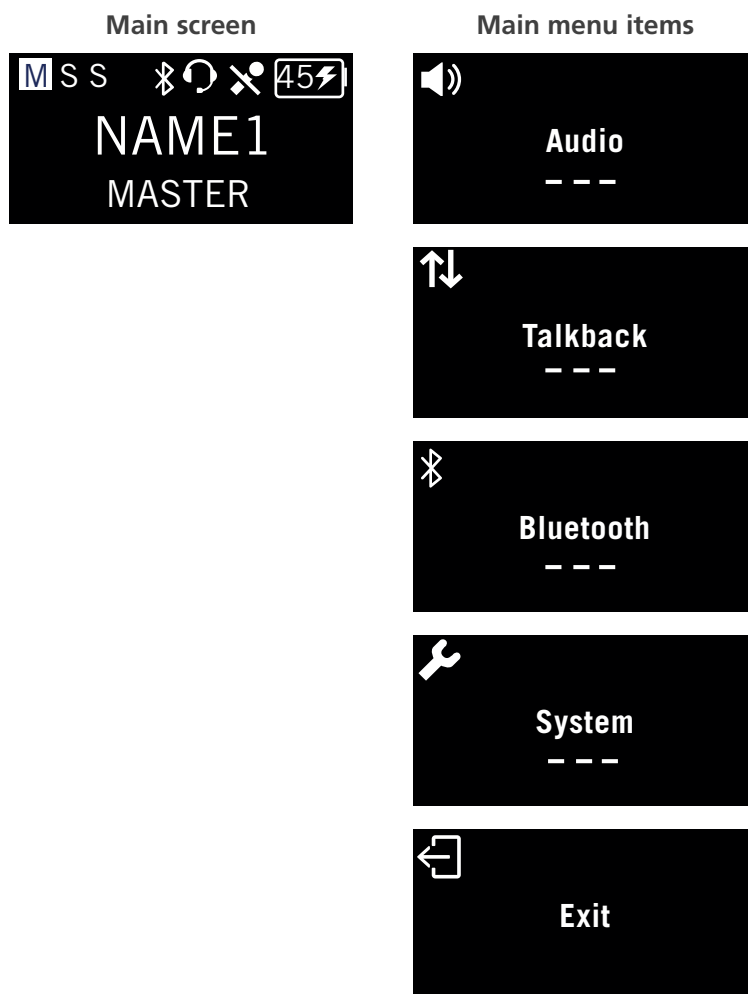 Main screen
M S S 45
NAME1
MASTER
Main menu items
Audio
– – –
Talkback
– – –
Bluetooth
– – –
System
– – –
Exit